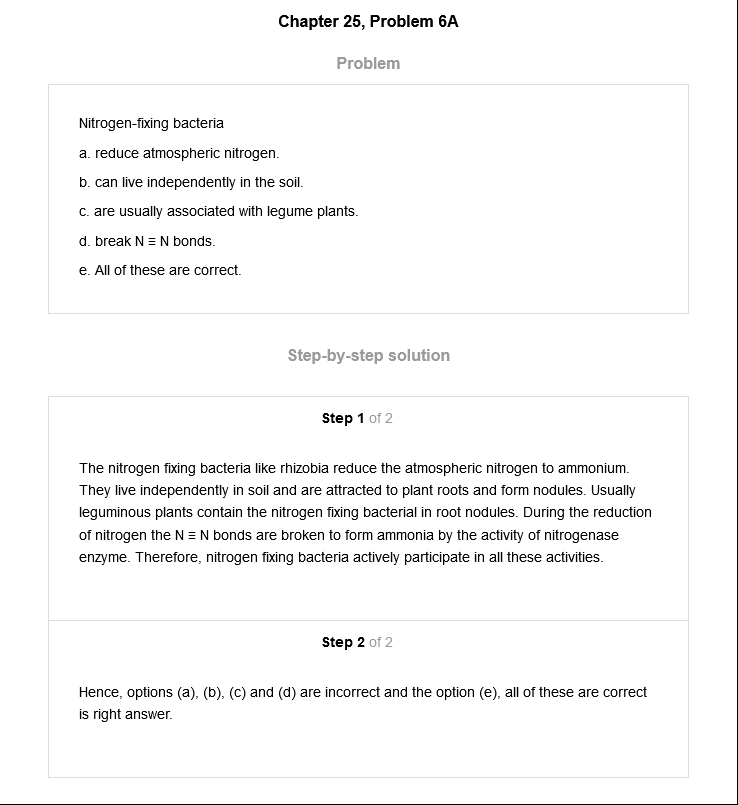 Chapter 25, Problem 6A
Problem
Nitrogen-fixing bacteria
a. reduce atmospheric nitrogen.
b. can live independently in the soil.
c. are usually associated with legume plants.
d. break N ≡ N bonds.
e. All of these are correct.
Step-by-step solution
Step 1 of 2
The nitrogen fixing bacteria like rhizobia reduce the atmospheric nitrogen to ammonium.
They live independently in soil and are attracted to plant roots and form nodules. Usually
leguminous plants contain the nitrogen fixing bacterial in root nodules. During the reduction
of nitrogen the N ≡ N bonds are broken to form ammonia by the activity of nitrogenase
enzyme. Therefore, nitrogen fixing bacteria actively participate in all these activities.
Step 2 of 2
Hence, options (a), (b), (c) and (d) are incorrect and the option (e), all of these are correct
is right answer.